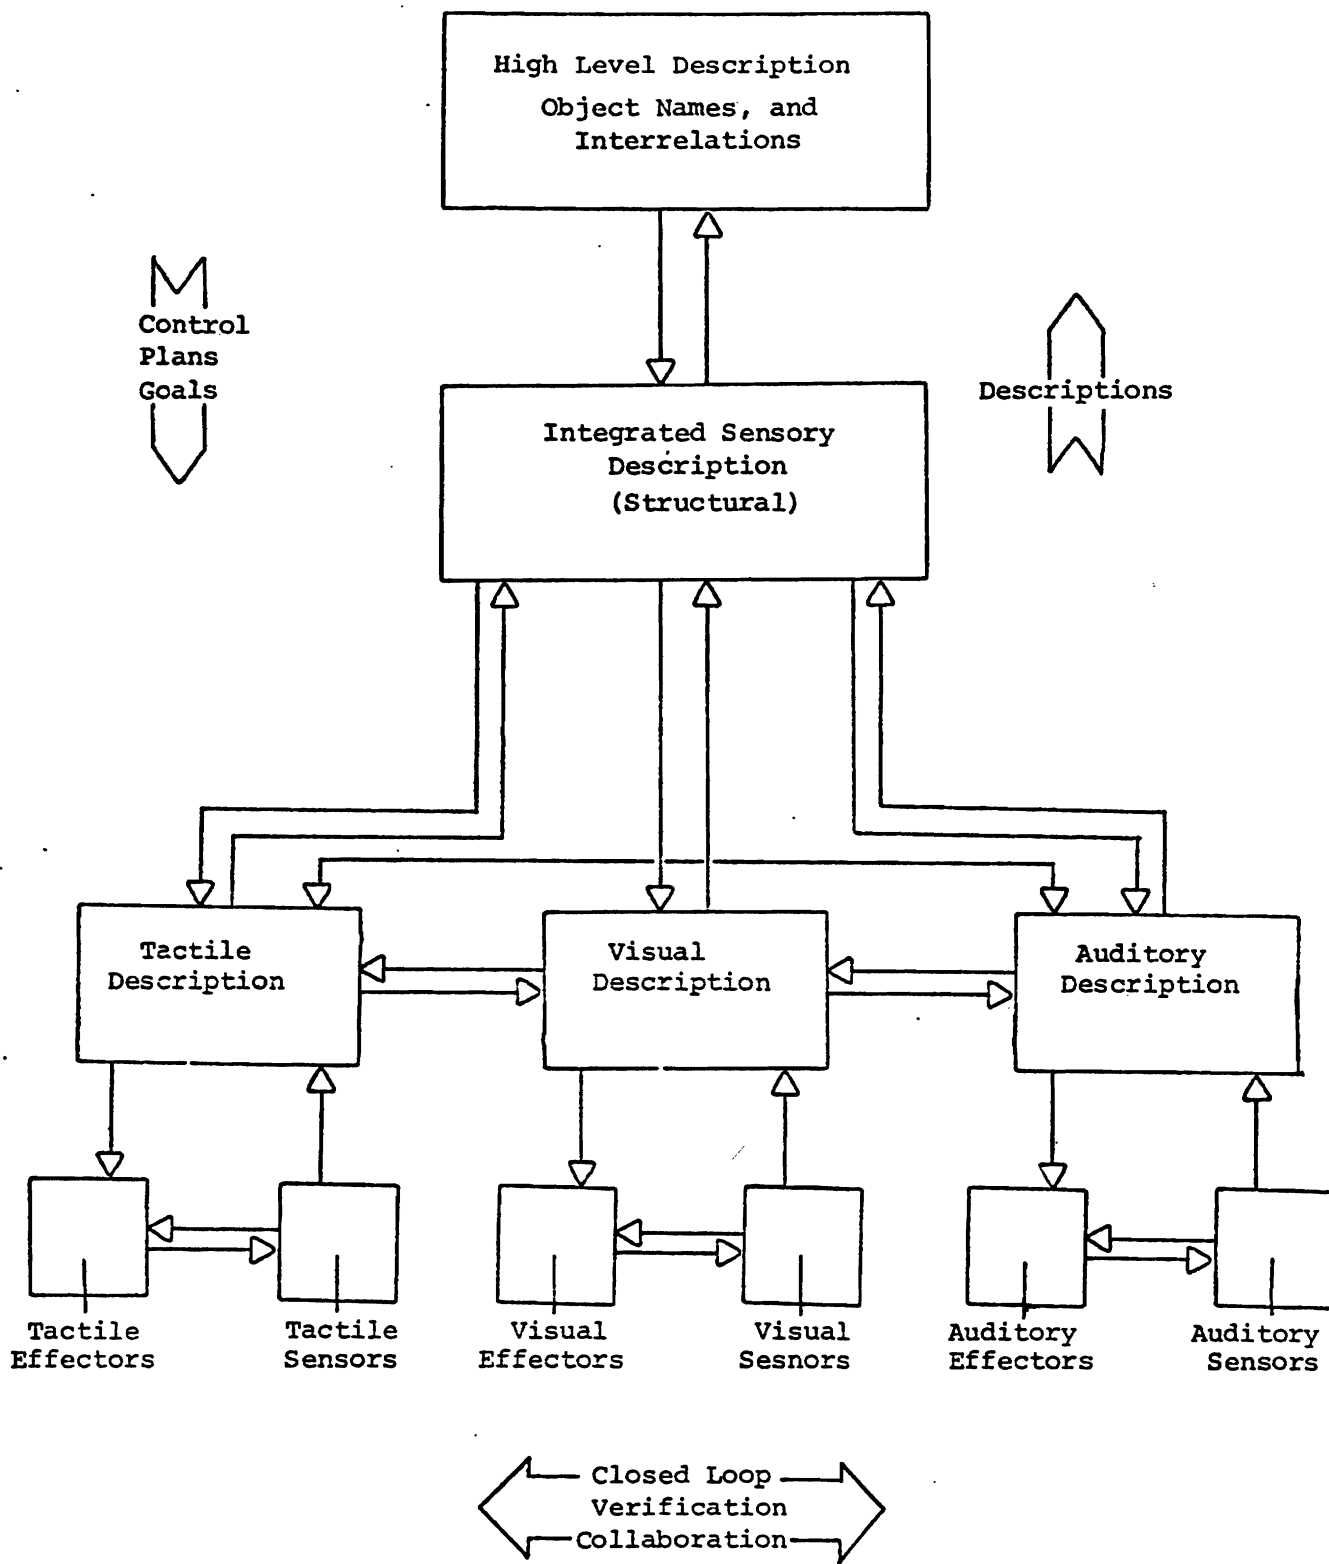 High Level Description
Object Names, and
Interrelations
Control
Plans
Goals
Descriptions
Integrated Sensory
Description
(Structural)
Tactile
Description
Visual
Description
Auditory
Description
Tactile
Effectors
Tactile
Sensors
Visual
Effectors
Visual
Sesnors
Auditory
Effectors
Auditory
Sensors
Closed Loop
Verification
Collaboration